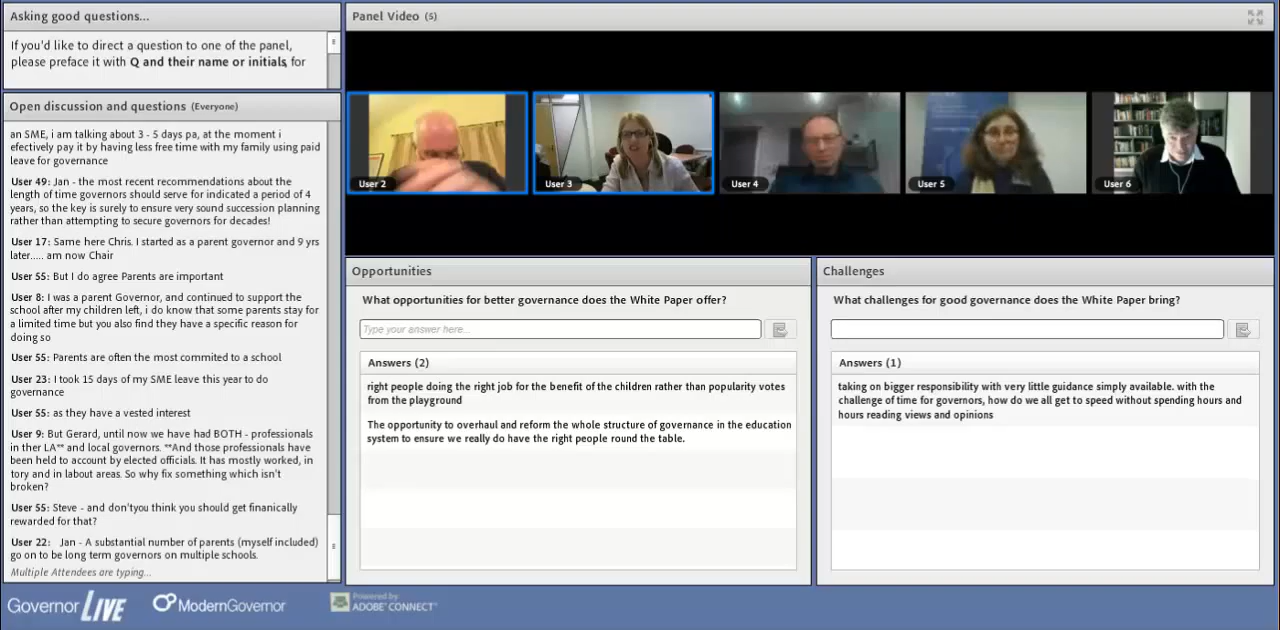 Asking good questions...
If you'd like to direct a question to one of the panel,
please preface it with Q and their name or initials, for
Open discussion and questions (Everyone)
an SME, i am talking about 3 - 5 days pa, at the moment i
efectively pay it by having less free time with my family using paid
leave for governance
User 49: Jan - the most recent recommendations about the
length of time governors should serve for indicated a period of 4
years, so the key is surely to ensure very sound succession planning
rather than attempting to secure governors for decades!
User 17: Same here Chris. I started as a parent governor and 9 yrs
later..... am now Chair
User 55: But I do agree Parents are important
User 8: I was a parent Governor, and continued to support the
school after my children left, i do know that some parents stay for
a limited time but you also find they have a specific reason for
doing so
User 55: Parents are often the most commited to a school
User 23: I took 15 days of my SME leave this year to do
governance
User 55: as they have a vested interest
User 9: But Gerard, until now we have had BOTH - professionals
in ther LA** and local governors. **And those professionals have
been held to account by elected officials. It has mostly worked, in
tory and in labout areas. So why fix something which isn't
broken?
User 55: Steve - and don'tyou think you should get finanically
rewarded for that?
User 22: Jan - A substantial number of parents (myself included)
go on to be long term governors on multiple schools.
Multiple Attendees are typing...
Panel Video (5)
User 2
User 3
User 4
User 5
User 6
Opportunities
What opportunities for better governance does the White Paper offer?
Type your answer here...
Answers (2)
right people doing the right job for the benefit of the children rather than popularity votes
from the playground
The opportunity to overhaul and reform the whole structure of governance in the education
system to ensure we really do have the right people round the table.
Challenges
What challenges for good governance does the White Paper bring?
Answers (1)
taking on bigger responsibility with very little guidance simply available. with the
challenge of time for governors, how do we all get to speed without spending hours and
hours reading views and opinions
Governor LIVE
ModernGovernor
Powered by
ADOBE® CONNECT™